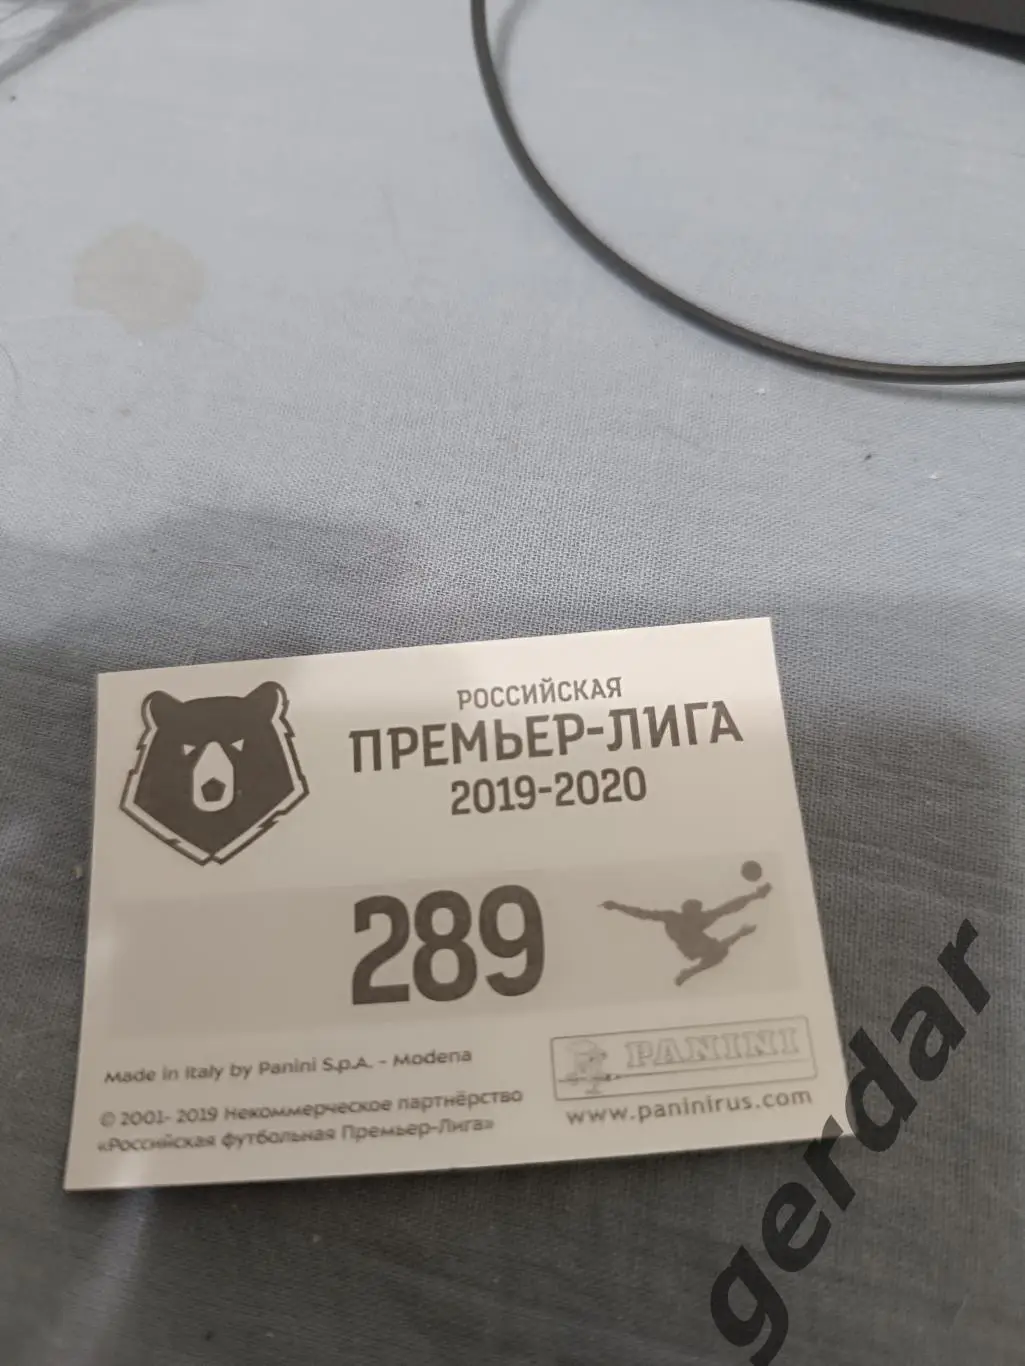 РОССИЙСКАЯ
ПРЕМЬЕР-ЛИГА
2019-2020
289
Made in Italy by Panini S.p.A. - Modena
© 2001- 2019 Некоммерческое партнёрство
«Российская футбольная Премьер-Лига»
PANINI
www.paninirus.com
gerdar